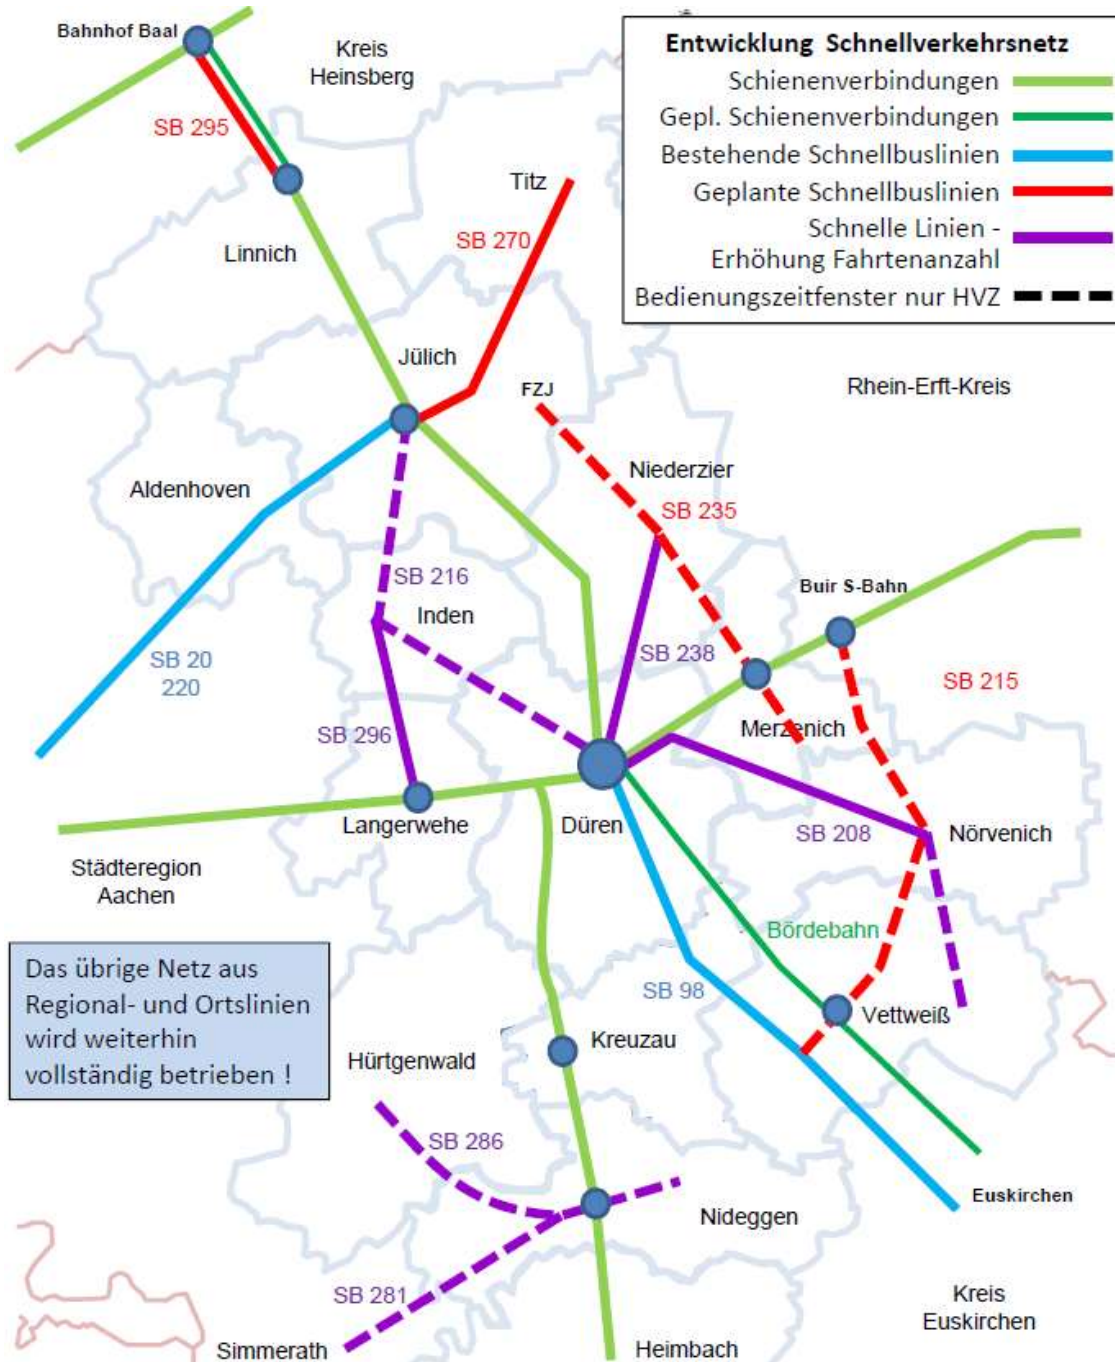 Bahnhof Baal
Kreis
Heinsberg
Entwicklung Schnellverkehrsnetz
Schienenverbindungen
Gepl. Schienenverbindungen
Bestehende Schnellbuslinien
Geplante Schnellbuslinien
Schnelle Linien -
Erhöhung Fahrtenanzahl
Bedienungszeitfenster nur HVZ
SB 295
Titz
SB 270
Linnich
Jülich
FZJ
Rhein-Erft-Kreis
Niederzier
Aldenhoven
SB 235
SB 216
Buir S-Bahn
Inden
SB 20
220
SB 238
SB 215
SB 296
Merzenich
Langerwehe
Düren
SB 208
Nörvenich
Städteregion
Aachen
Bördebahn
Das übrige Netz aus
Regional- und Ortslinien
wird weiterhin
vollständig betrieben !
SB 98
Vettweiß
Kreuzau
Hürtgenwald
SB 286
Euskirchen
Nideggen
SB 281
Kreis
Euskirchen
Simmerath
Heimbach